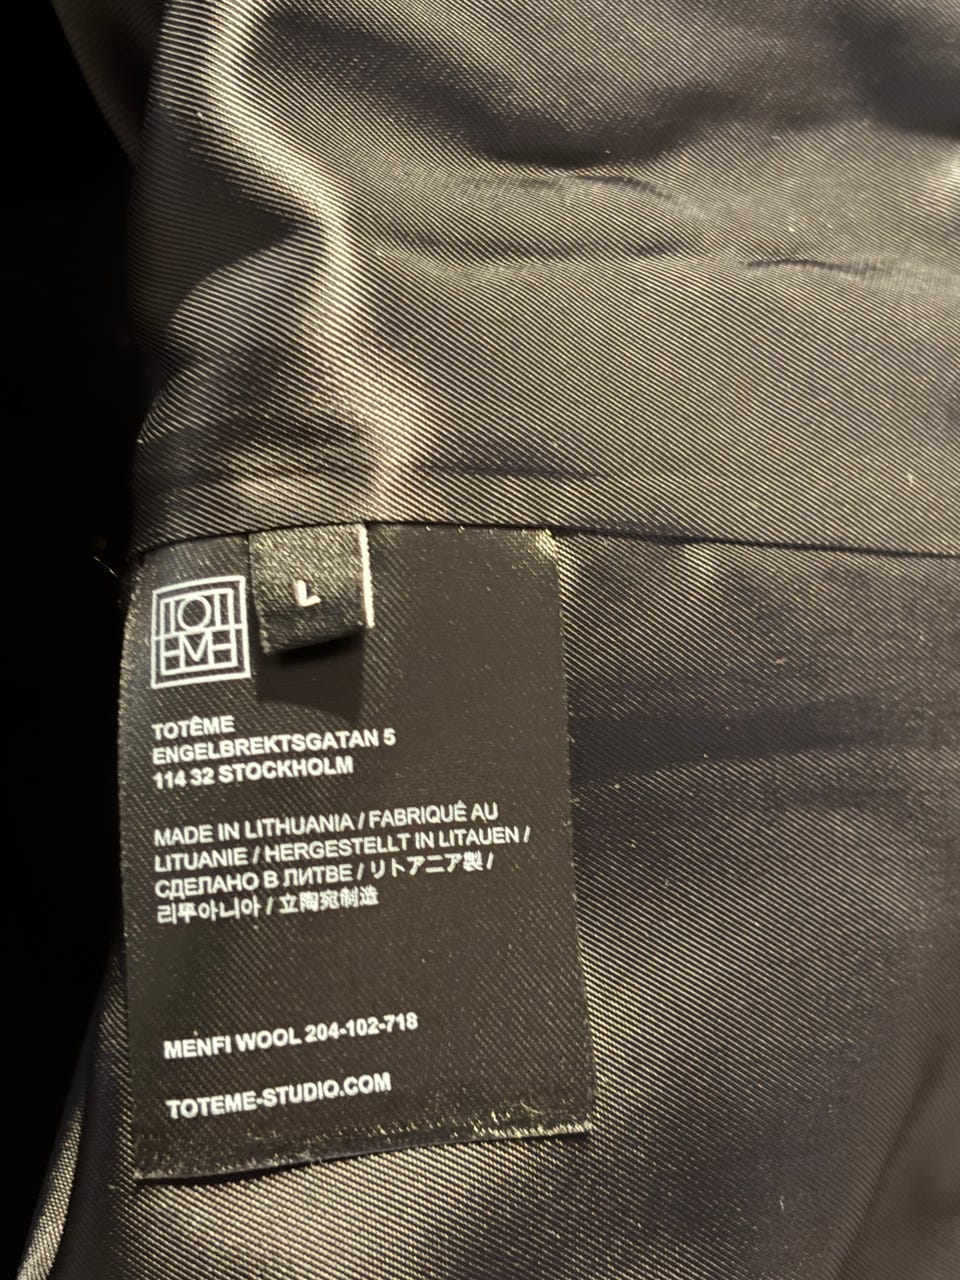 TOTÊME
L
TOTÊME
ENGELBREKTSGATAN 5
114 32 STOCKHOLM
MADE IN LITHUANIA / FABRIQUÉ AU
LITUANIE / HERGESTELLT IN LITAUEN /
СДЕЛАНО В ЛИТВЕ / リトアニア製 /
리투아니아 / 立陶宛制造
MENFI WOOL 204-102-718
TOTEME-STUDIO.COM